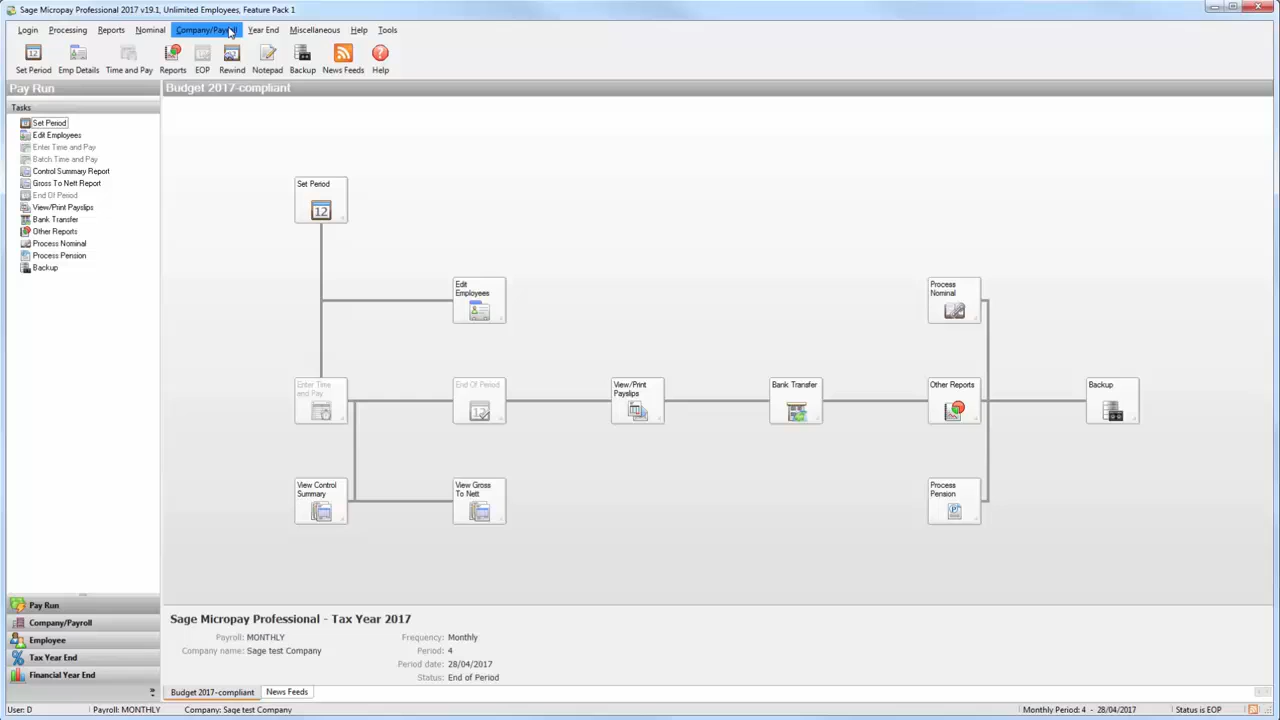 Sage Micropay Professional 2017 v19.1, Unlimited Employees, Feature Pack 1
Login Processing Reports Nominal Company/Payroll Year End Miscellaneous Help Tools
Set Period Emp Details Time and Pay Reports EOP Rewind Notepad Backup News Feeds Help
Pay Run
Budget 2017-compliant
Tasks
Set Period
Edit Employees
Enter Time and Pay
Batch Time and Pay
Control Summary Report
Gross To Nett Report
End Of Period
View/Print Payslips
Bank Transfer
Other Reports
Process Nominal
Process Pension
Backup
Set Period
12
Edit
Employees
Process
Nominal
Enter Time
and Pay
End Of Period
12
View/Print
Payslips
Bank Transfer
Other Reports
Backup
View Control
Summary
View Gross
To Nett
Process
Pension
Pay Run
Company/Payroll
Employee
Tax Year End
Financial Year End
Sage Micropay Professional - Tax Year 2017
Payroll: MONTHLY
Company name: Sage test Company
Frequency: Monthly
Period: 4
Period date: 28/04/2017
Status: End of Period
Budget 2017-compliant News Feeds
User: D Payroll: MONTHLY Company: Sage test Company Monthly Period: 4 - 28/04/2017 Status is EOP